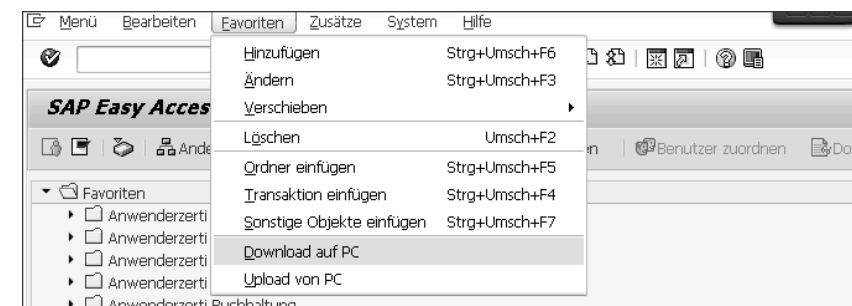 Menü Bearbeiten Favoriten Zusätze System Hilfe
Hinzufügen Strg+Umsch+F6
Ändern Strg+Umsch+F3
SAP Easy Acces
Verschieben
Löschen Umsch+F2
Ande
Benutzer zuordnen Do
Ordner einfügen Strg+Umsch+F5
Favoriten
Transaktion einfügen Strg+Umsch+F4
Anwenderzerti
Sonstige Objekte einfügen Strg+Umsch+F7
Anwenderzerti
Download auf PC
Anwenderzerti
Upload von PC
Anwenderzerti
Anwenderzerti Buchhaltung